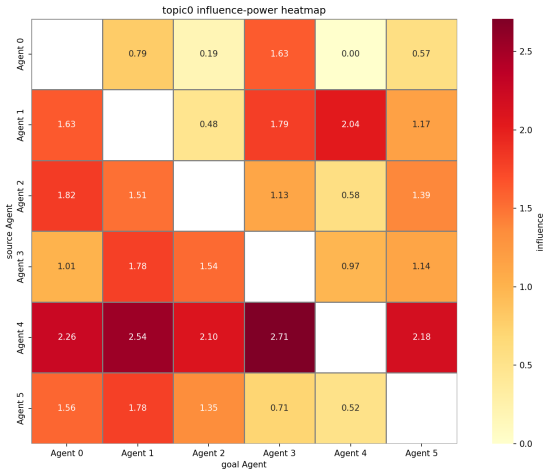 topic0 influence-power heatmap
Agent 0
0.79 0.19 1.63 0.00 0.57
Agent 1
1.63 0.48 1.79 2.04 1.17
Agent 2
1.82 1.51 1.13 0.58 1.39
Agent 3
1.01 1.78 1.54 0.97 1.14
Agent 4
2.26 2.54 2.10 2.71 2.18
Agent 5
1.56 1.78 1.35 0.71 0.52
source Agent
Agent 0 Agent 1 Agent 2 Agent 3 Agent 4 Agent 5
goal Agent
2.5
2.0
1.5
1.0
0.5
0.0
influence